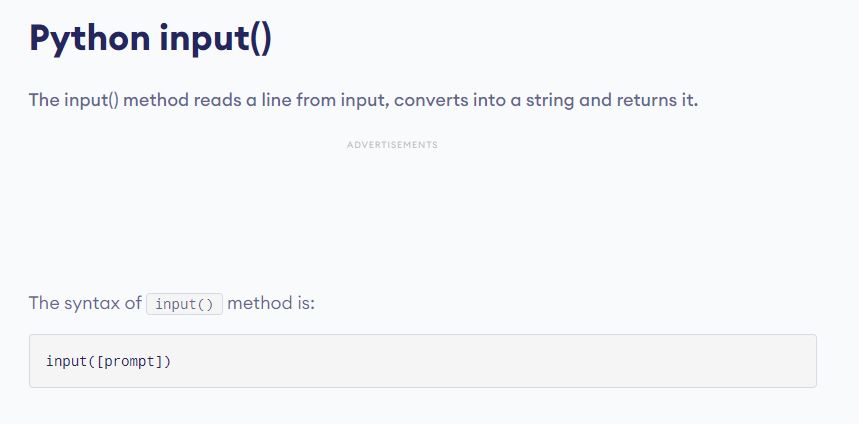 Python input()
The input() method reads a line from input, converts into a string and returns it.
ADVERTISEMENTS
The syntax of input() method is:
input([prompt])